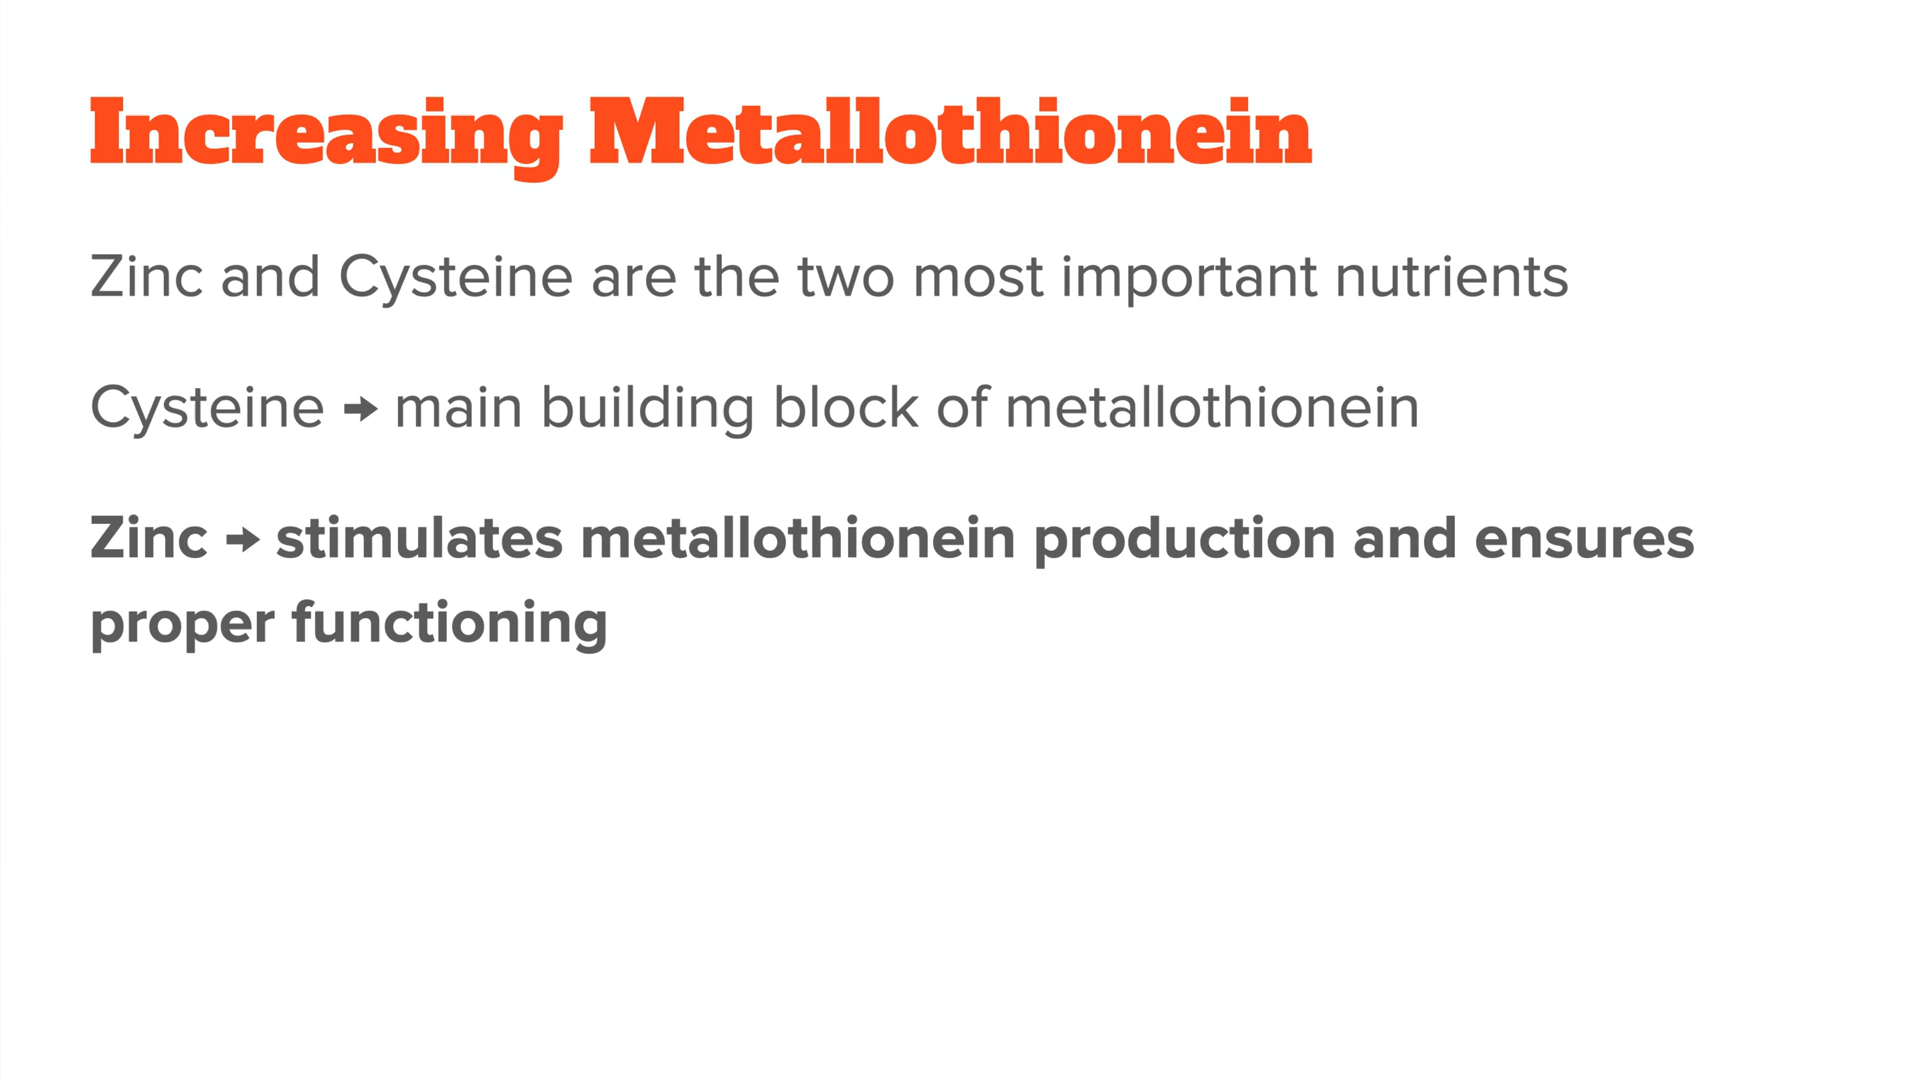 Increasing Metallothionein
Zinc and Cysteine are the two most important nutrients
Cysteine → main building block of metallothionein
Zinc → stimulates metallothionein production and ensures
proper functioning